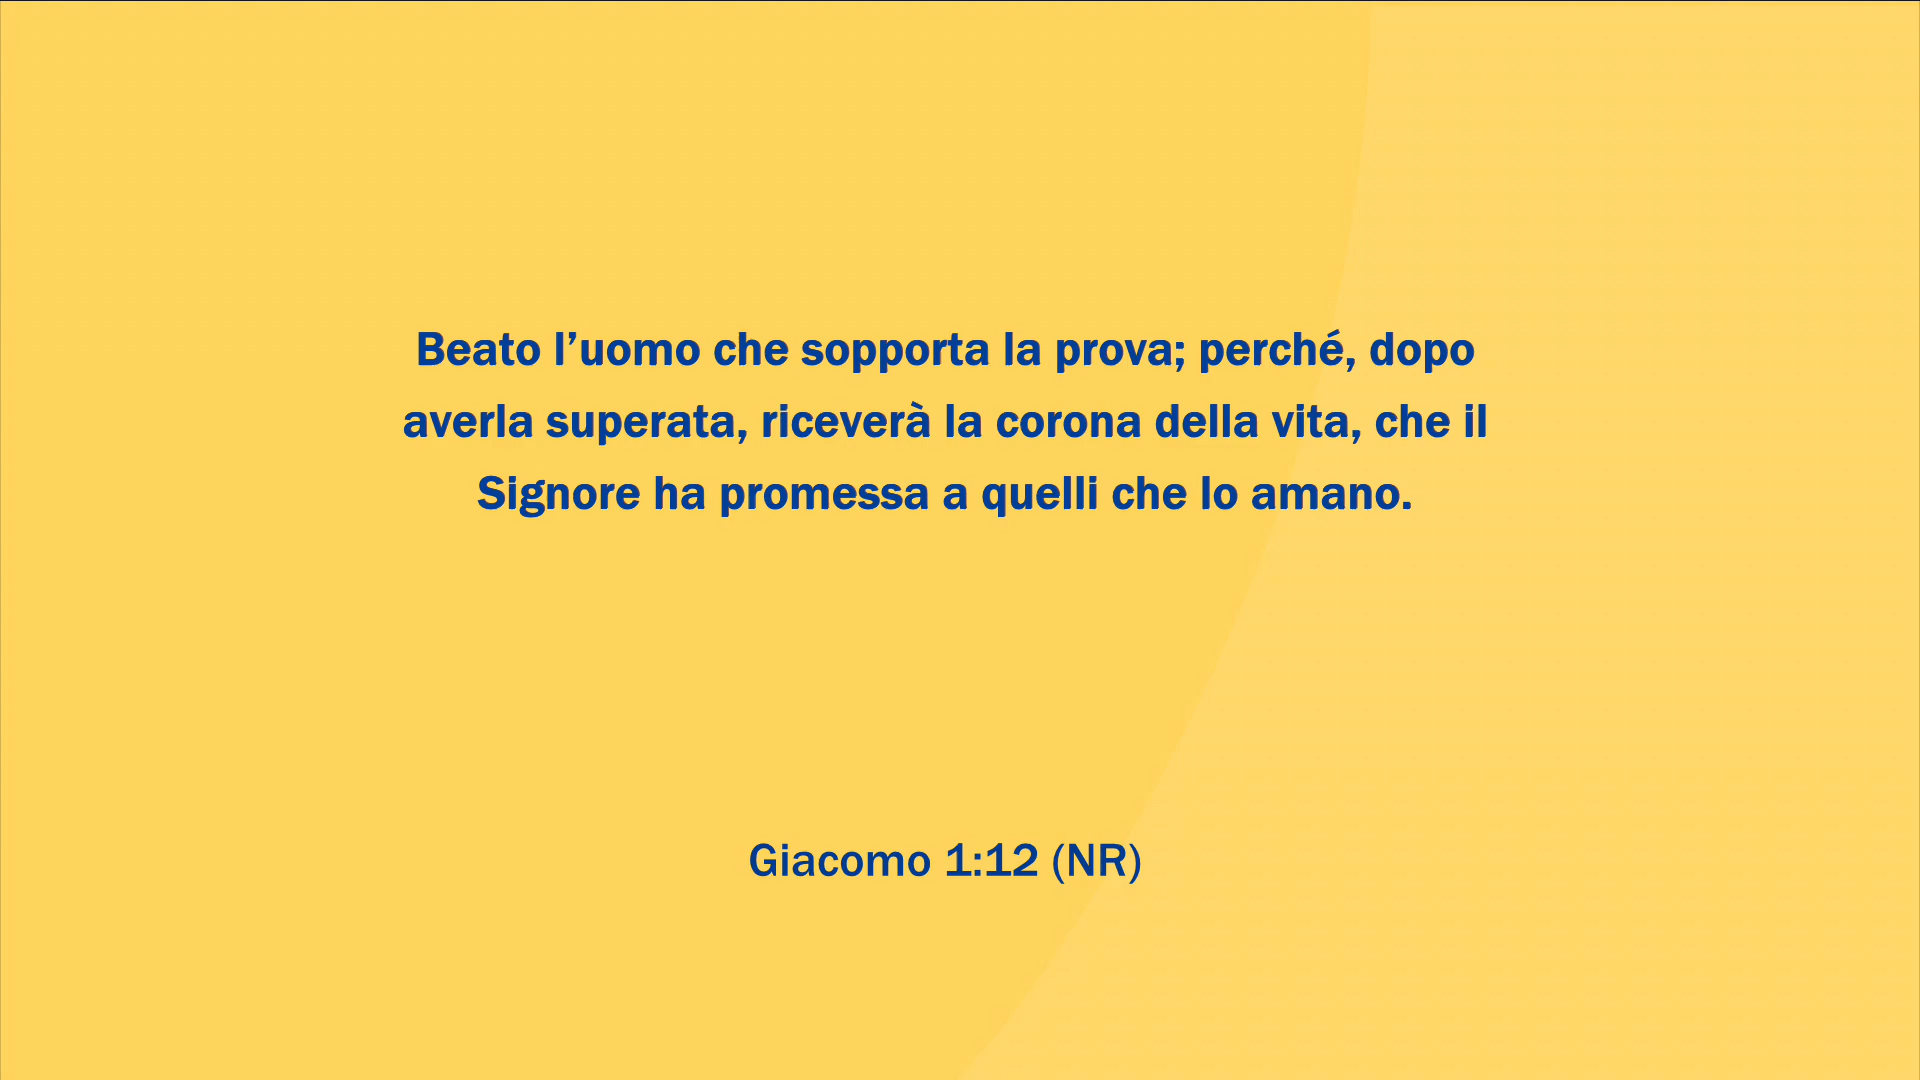 Beato l’uomo che sopporta la prova; perché, dopo
averla superata, riceverà la corona della vita, che il
Signore ha promessa a quelli che lo amano.
Giacomo 1:12 (NR)